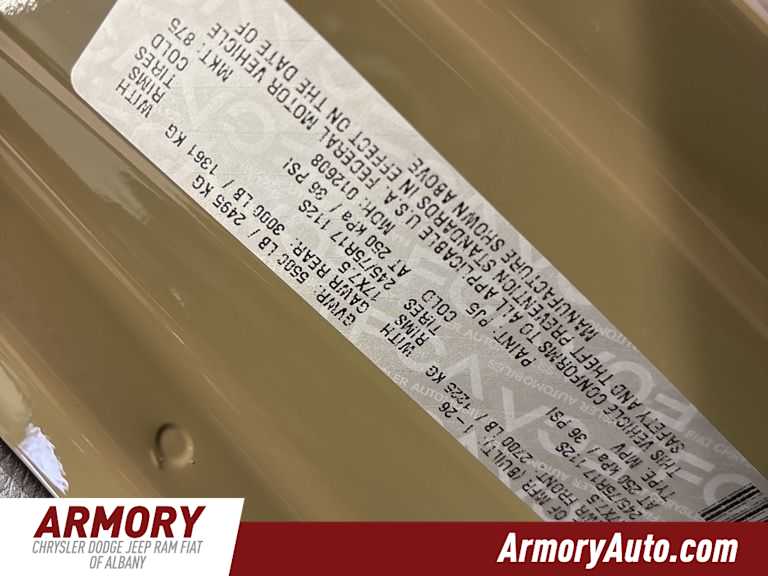 OF MFR (BUILT): 1-26 GVWR: 5500 LB / 2495 KG
GAWR FRONT 2700 LB / 1225 KG WITH GAWR REAR: 3000 LB / 1361 KG WITH
17X7.5 RIMS 17X7.5 RIMS
245/75R17 112S TIRES 245/75R17 112S TIRES
AT 250 kPa / 36 PSI COLD AT 250 kPa / 36 PSI COLD
TYPE: MPV PAINT: PJ5 MDH: 012608 MKT: 875
THIS VEHICLE CONFORMS TO ALL APPLICABLE U.S.A. FEDERAL MOTOR VEHICLE
SAFETY AND THEFT PREVENTION STANDARDS IN EFFECT ON THE DATE OF
MANUFACTURE SHOWN ABOVE
ARMORY
CHRYSLER DODGE JEEP RAM FIAT
OF ALBANY
ArmoryAuto.com